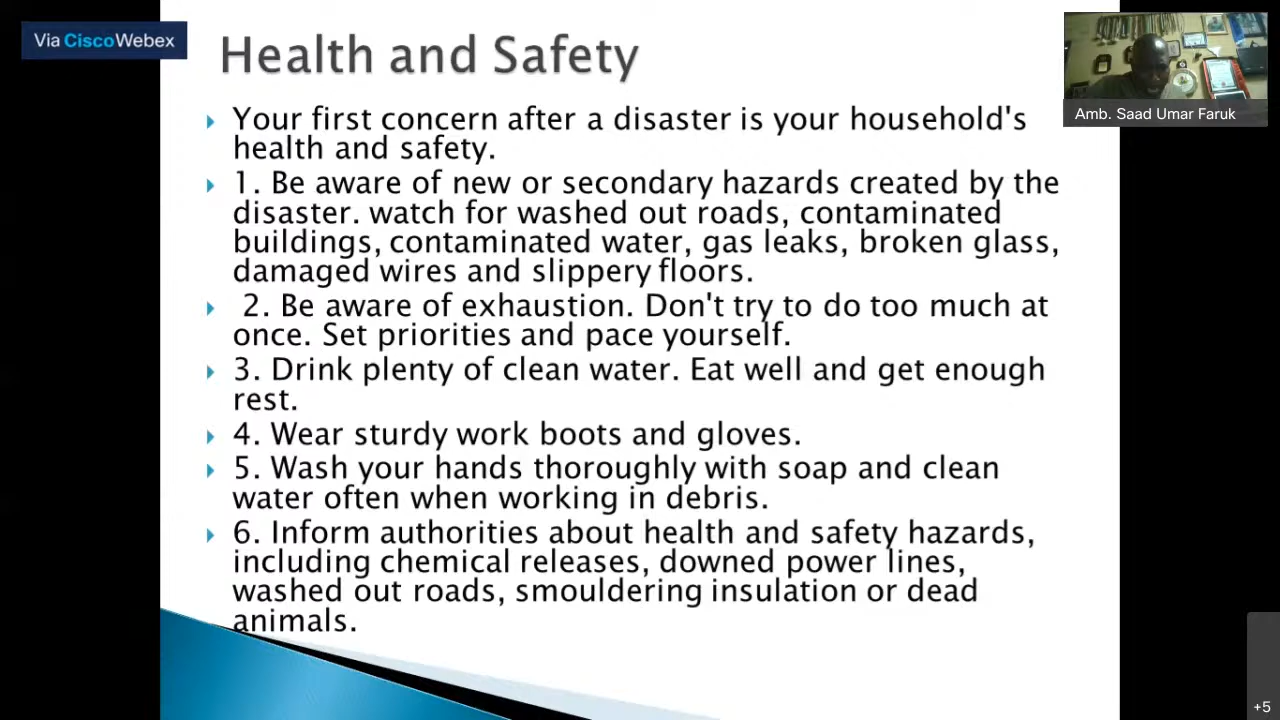 Via Cisco Webex
Health and Safety
Amb. Saad Umar Faruk
Your first concern after a disaster is your household's
health and safety.
1. Be aware of new or secondary hazards created by the
disaster. watch for washed out roads, contaminated
buildings, contaminated water, gas leaks, broken glass,
damaged wires and slippery floors.
2. Be aware of exhaustion. Don't try to do too much at
once. Set priorities and pace yourself.
3. Drink plenty of clean water. Eat well and get enough
rest.
4. Wear sturdy work boots and gloves.
5. Wash your hands thoroughly with soap and clean
water often when working in debris.
6. Inform authorities about health and safety hazards,
including chemical releases, downed power lines,
washed out roads, smouldering insulation or dead
animals.
+5